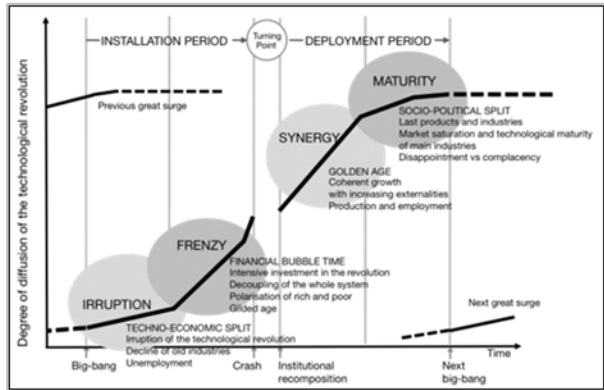 INSTALLATION PERIOD
Turning
Point
DEPLOYMENT PERIOD
Degree of diffusion of the technological revolution
Previous great surge
MATURITY
SOCIO-POLITICAL SPLIT
Last products and industries
Market saturation and technological maturity
of main industries
Disappointment vs complacency
SYNERGY
GOLDEN AGE
Coherent growth
with increasing externalities
Production and employment
FRENZY
FINANCIAL BUBBLE TIME
Intensive investment in the revolution
Decoupling of the whole system
Polarisation of rich and poor
Gilded age
IRRUPTION
TECHNO-ECONOMIC SPLIT
Irruption of the technological revolution
Decline of old industries
Unemployment
Next great surge
Time
Big-bang
Crash
Institutional
recomposition
Next
big-bang